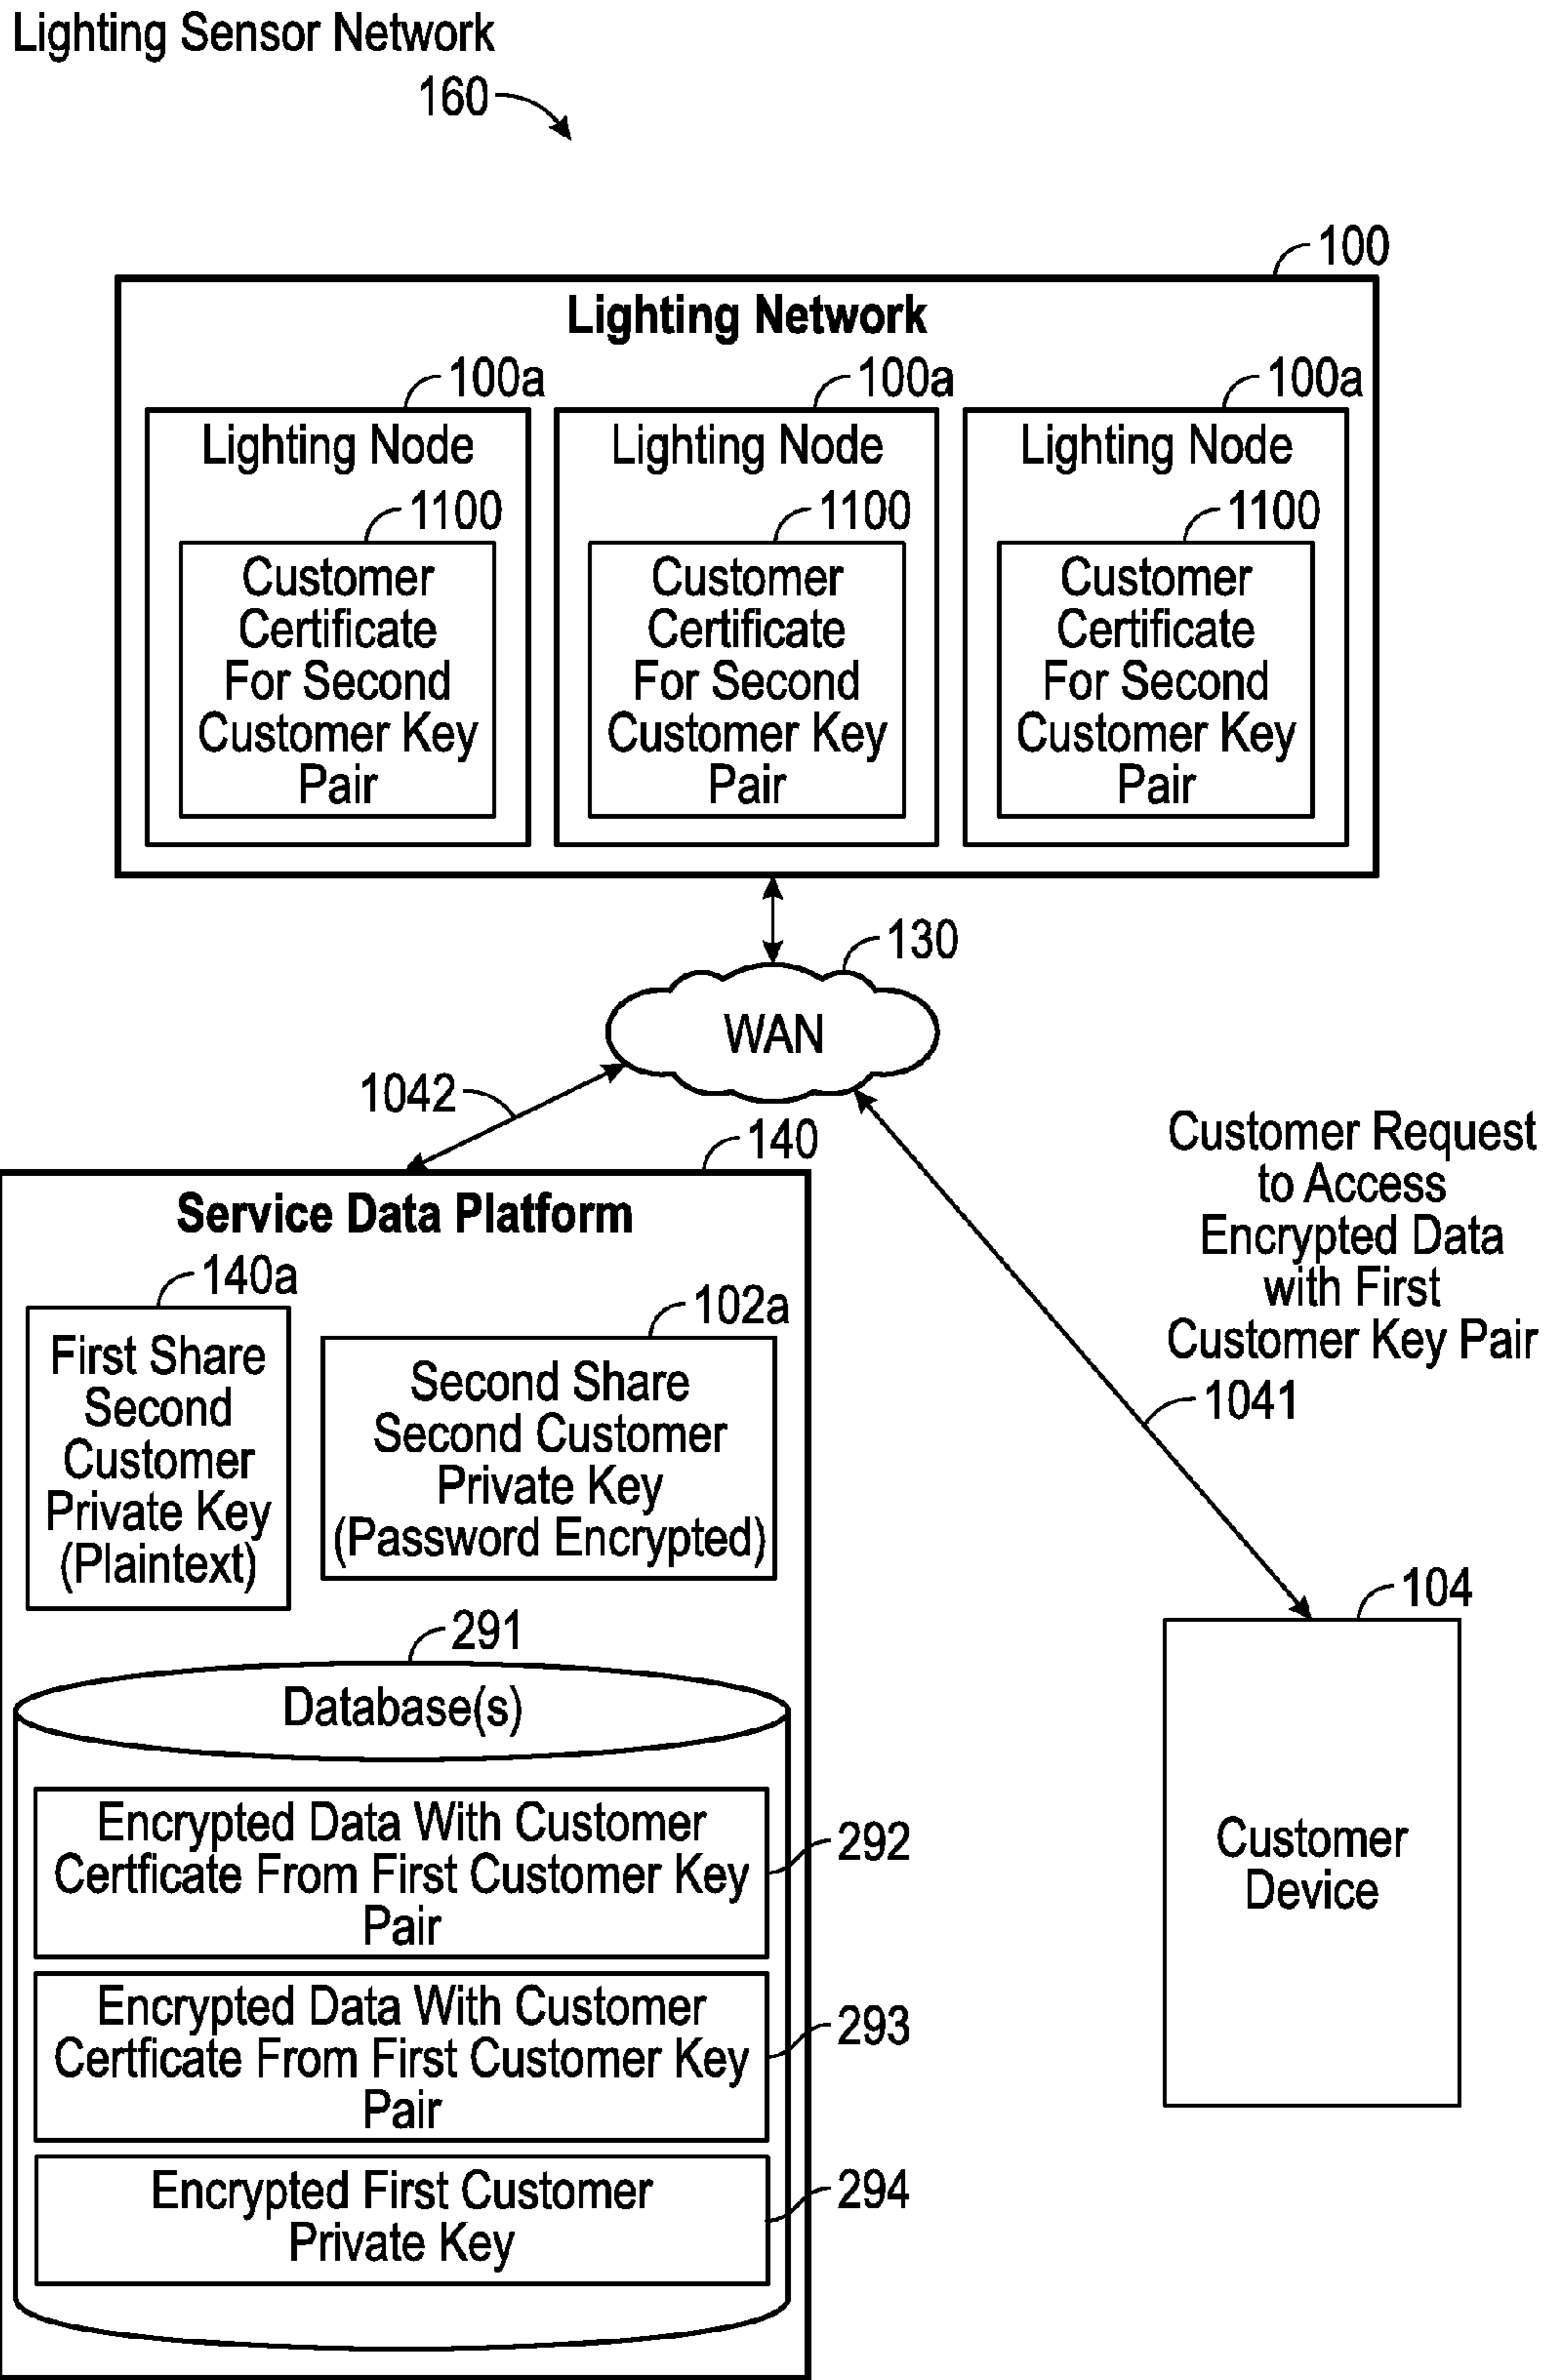 Lighting Sensor Network
160
100
Lighting Network
100a
100a
100a
Lighting Node
Lighting Node
Lighting Node
1100
1100
1100
Customer
Certificate
For Second
Customer Key
Pair
Customer
Certificate
For Second
Customer Key
Pair
Customer
Certificate
For Second
Customer Key
Pair
130
WAN
1042
140
Customer Request
to Access
Encrypted Data
with First
Customer Key Pair
1041
Service Data Platform
140a
First Share
Second
Customer
Private Key
(Plaintext)
102a
Second Share
Second Customer
Private Key
(Password Encrypted)
104
Customer
Device
291
Database(s)
Encrypted Data With Customer
Certficate From First Customer Key
Pair
292
Encrypted Data With Customer
Certficate From First Customer Key
Pair
293
Encrypted First Customer
Private Key
294